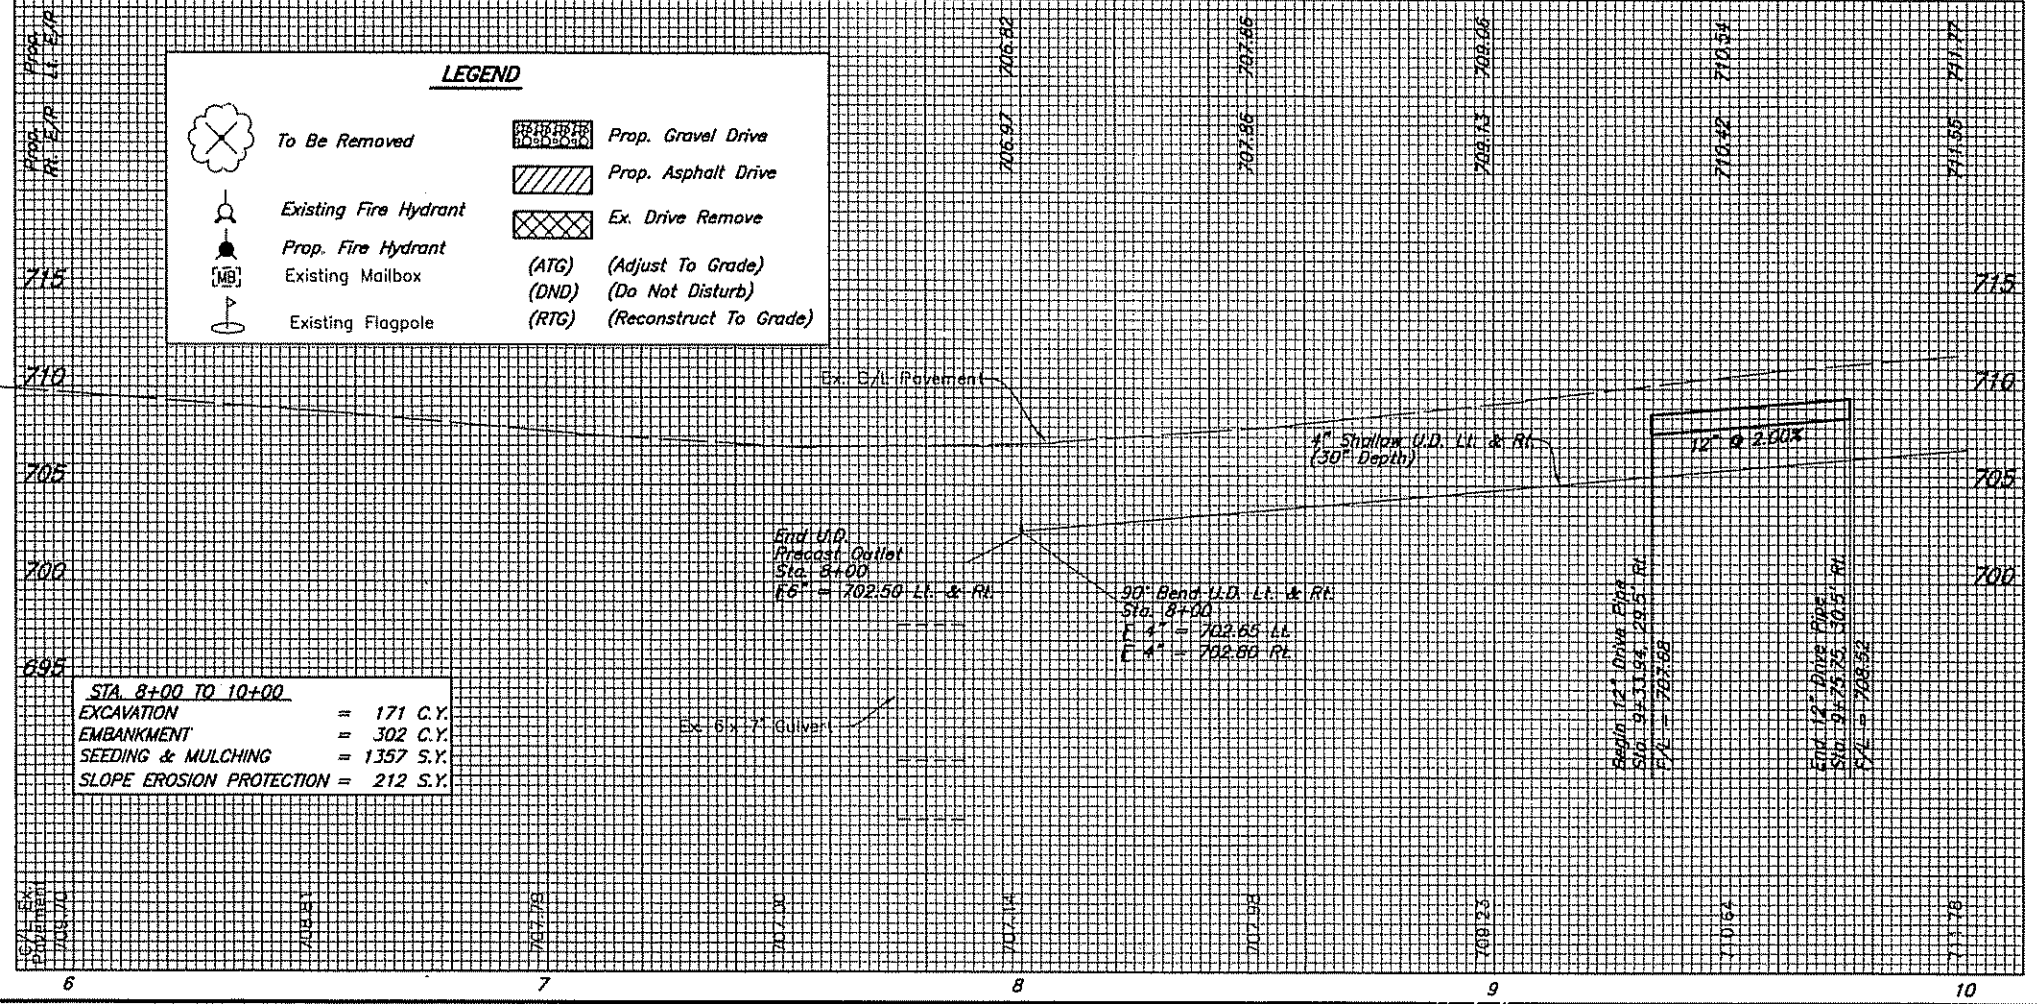 Prop. Lt. E/P
706.82
707.86
709.06
710.54
711.77
Prop. Rt. E/P
706.97
707.86
709.13
710.42
711.55
LEGEND
To Be Removed
Existing Fire Hydrant
Prop. Fire Hydrant
MB Existing Mailbox
Existing Flagpole
Prop. Gravel Drive
Prop. Asphalt Drive
Ex. Drive Remove
(ATG) (Adjust To Grade)
(DND) (Do Not Disturb)
(RTG) (Reconstruct To Grade)
715
715
710
710
Ex. C/L Pavement
4" Shallow U.D. Lt. & Rt.
(30" Depth)
12" @ 2.00%
705
705
End U.D.
Precast Outlet
Sta. 8+00
6" = 702.50 Lt. & Rt.
700
700
90° Bend U.D. Lt. & Rt.
Sta. 8+00
4" = 702.65 Lt.
4" = 702.80 Rt.
Begin 12" Drive Pipe
Sta. 9+33.94, 29.5' Rt.
F/L = 707.68
End 12" Drive Pipe
Sta. 9+75.75, 30.5' Rt.
F/L = 708.52
695
STA. 8+00 TO 10+00
EXCAVATION = 171 C.Y.
EMBANKMENT = 302 C.Y.
SEEDING & MULCHING = 1357 S.Y.
SLOPE EROSION PROTECTION = 212 S.Y.
Ex. 6 x 7' Culvert
C/L Ex.
Pavement
709.70
708.81
707.79
707.00
707.14
707.98
709.23
710.64
711.78
6
7
8
9
10